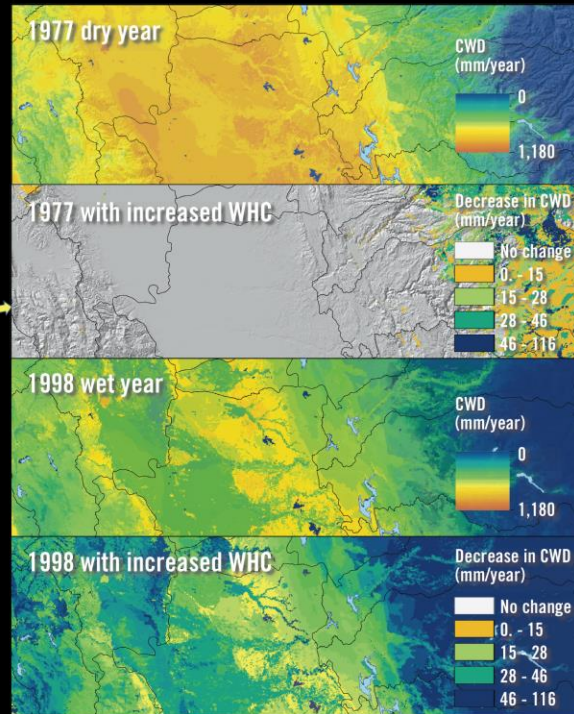 1977 dry year
CWD
(mm/year)
0
1,180
1977 with increased WHC
Decrease in CWD
(mm/year)
No change
0. - 15
15 - 28
28 - 46
46 - 116
1998 wet year
CWD
(mm/year)
0
1,180
1998 with increased WHC
Decrease in CWD
(mm/year)
No change
0. - 15
15 - 28
28 - 46
46 - 116